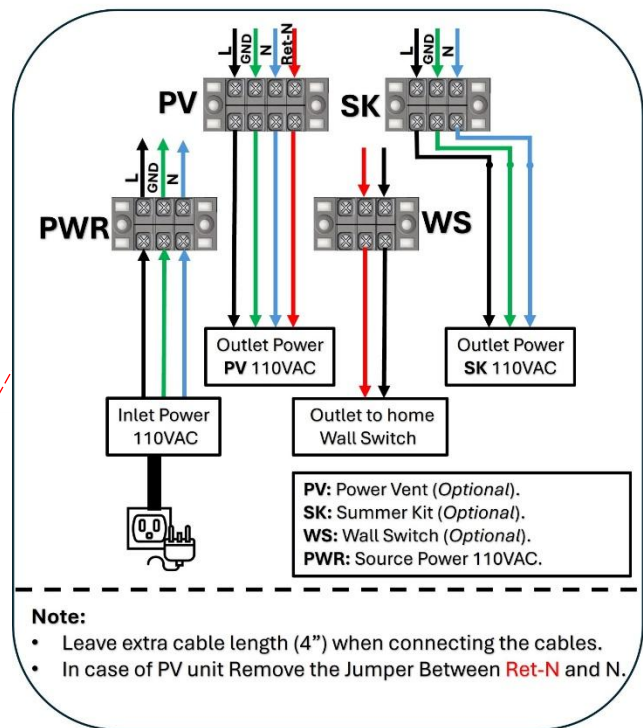 L
GND
N
Ret-N
PV
L
GND
N
SK
L
GND
N
PWR
WS
Outlet Power
PV 110VAC
Outlet Power
SK 110VAC
Inlet Power
110VAC
Outlet to home
Wall Switch
PV: Power Vent (Optional).
SK: Summer Kit (Optional).
WS: Wall Switch (Optional).
PWR: Source Power 110VAC.
Note:
• Leave extra cable length (4”) when connecting the cables.
• In case of PV unit Remove the Jumper Between Ret-N and N.